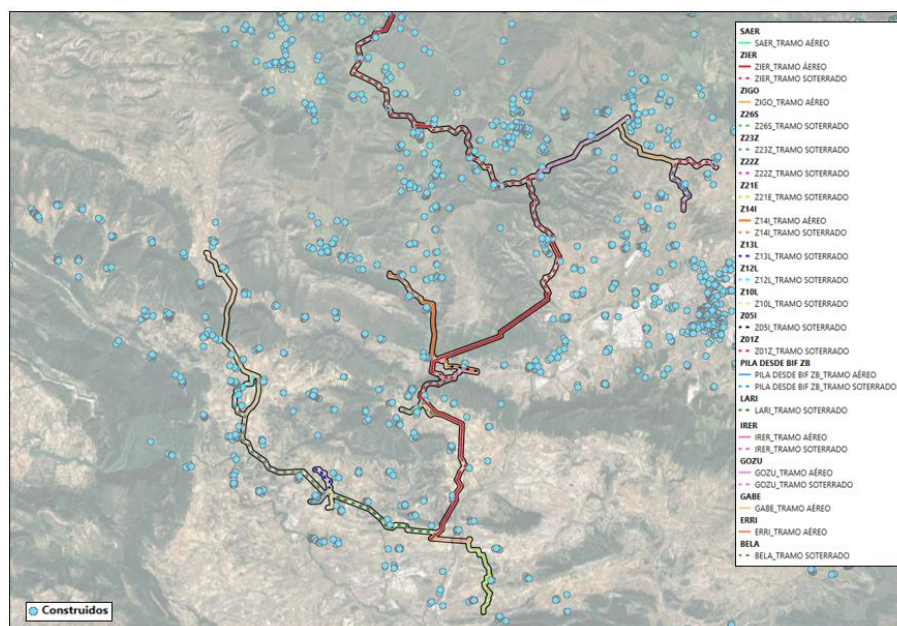 SAER
SAER_TRAMO AÉREO
ZIER
ZIER_TRAMO ÁEREO
ZIER_TRAMO SOTERRADO
ZIGO
ZIGO_TRAMO AÉREO
Z26S
Z26S_TRAMO SOTERRADO
Z23Z
Z23Z_TRAMO SOTERRADO
Z22Z
Z22Z_TRAMO SOTERRADO
Z21E
Z21E_TRAMO SOTERRADO
Z14I
Z14I_TRAMO AÉREO
Z14I_TRAMO SOTERRADO
Z13L
Z13L_TRAMO SOTERRADO
Z12L
Z12L_TRAMO SOTERRADO
Z10L
Z10L_TRAMO SOTERRADO
Z05I
Z05I_TRAMO SOTERRADO
Z01Z
Z01Z_TRAMO SOTERRADO
PILA DESDE BIF ZB
PILA DESDE BIF ZB_TRAMO AÉREO
PILA DESDE BIF ZB_TRAMO SOTERRADO
LARI
LARI_TRAMO SOTERRADO
IRER
IRER_TRAMO AÉREO
IRER_TRAMO SOTERRADO
GOZU
GOZU_TRAMO AÉREO
GOZU_TRAMO SOTERRADO
GABE
GABE_TRAMO AÉREO
ERRI
ERRI_TRAMO AÉREO
BELA
BELA_TRAMO SOTERRADO
Construidos